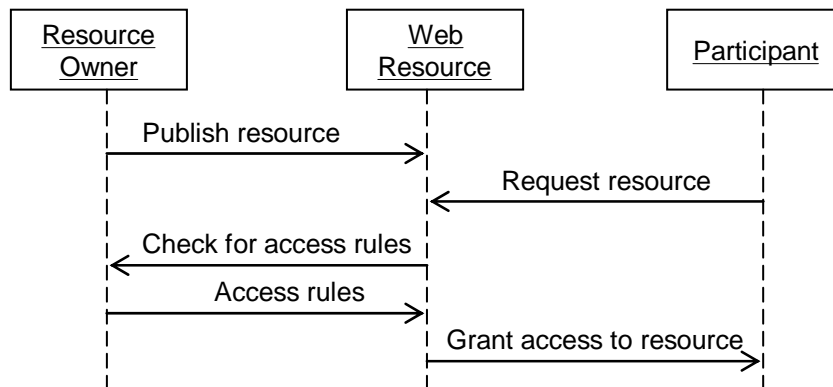 Resource
Owner
Web
Resource
Participant
Publish resource
Request resource
Check for access rules
Access rules
Grant access to resource